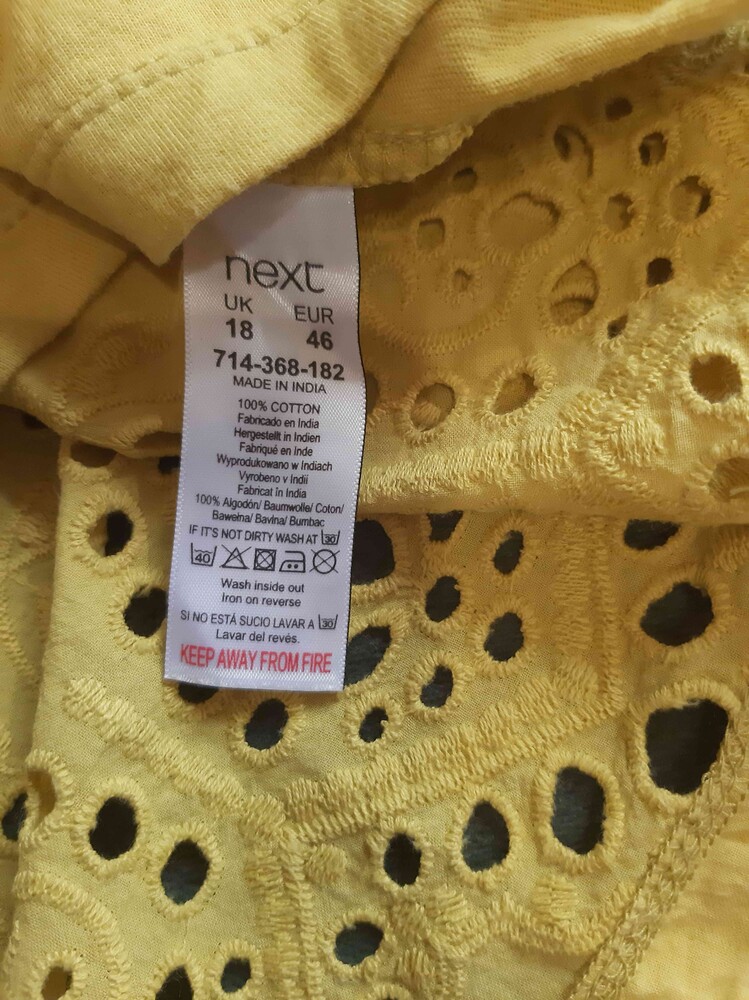 next
UK EUR
18 46
714-368-182
MADE IN INDIA
100% COTTON
Fabricado en India
Hergestellt in Indien
Fabriqué en Inde
Wyprodukowano w Indiach
Vyrobeno v Indii
Fabricat în India
100% Algodón/ Baumwolle/ Coton/
Bawełna/ Bavlna/ Bumbac
IF IT'S NOT DIRTY WASH AT 30
40
Wash inside out
Iron on reverse
SI NO ESTÁ SUCIO LAVAR A 30
Lavar del revés.
KEEP AWAY FROM FIRE